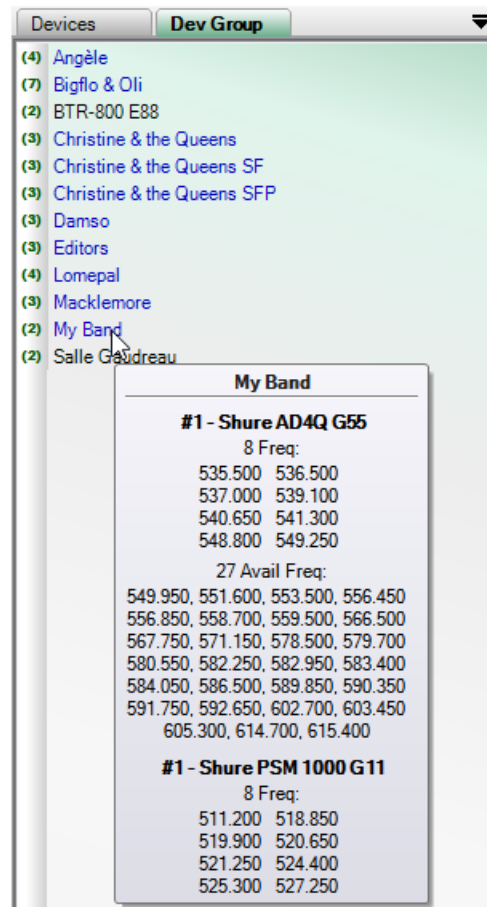 Devices Dev Group
(4) Angèle
(7) Bigflo & Oli
(2) BTR-800 E88
(3) Christine & the Queens
(3) Christine & the Queens SF
(3) Christine & the Queens SFP
(3) Damso
(3) Editors
(4) Lomepal
(3) Macklemore
(2) My Band
(2) Salle Gaudreau
My Band
#1 - Shure AD4Q G55
8 Freq:
535.500 536.500
537.000 539.100
540.650 541.300
548.800 549.250
27 Avail Freq:
549.950, 551.600, 553.500, 556.450
556.850, 558.700, 559.500, 566.500
567.750, 571.150, 578.500, 579.700
580.550, 582.250, 582.950, 583.400
584.050, 586.500, 589.850, 590.350
591.750, 592.650, 602.700, 603.450
605.300, 614.700, 615.400
#1 - Shure PSM 1000 G11
8 Freq:
511.200 518.850
519.900 520.650
521.250 524.400
525.300 527.250